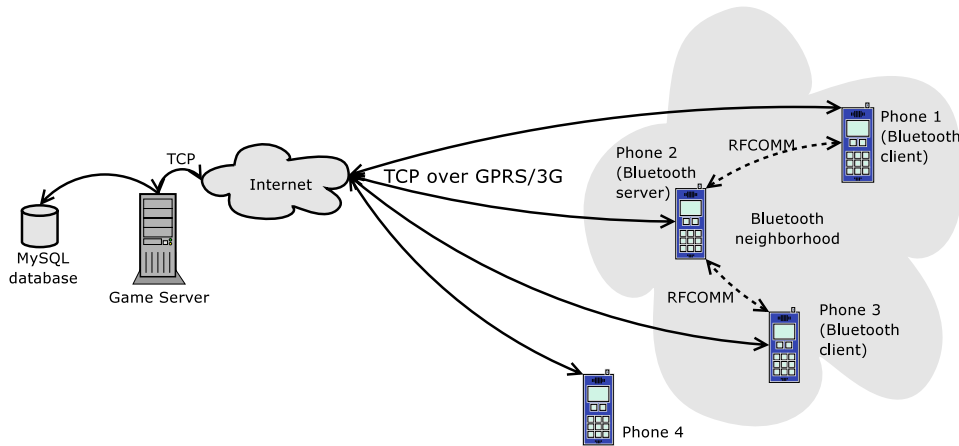 MySQL
database
Game Server
TCP
Internet
TCP over GPRS/3G
Phone 1
(Bluetooth
client)
RFCOMM
Phone 2
(Bluetooth
server)
Bluetooth
neighborhood
RFCOMM
Phone 3
(Bluetooth
client)
Phone 4